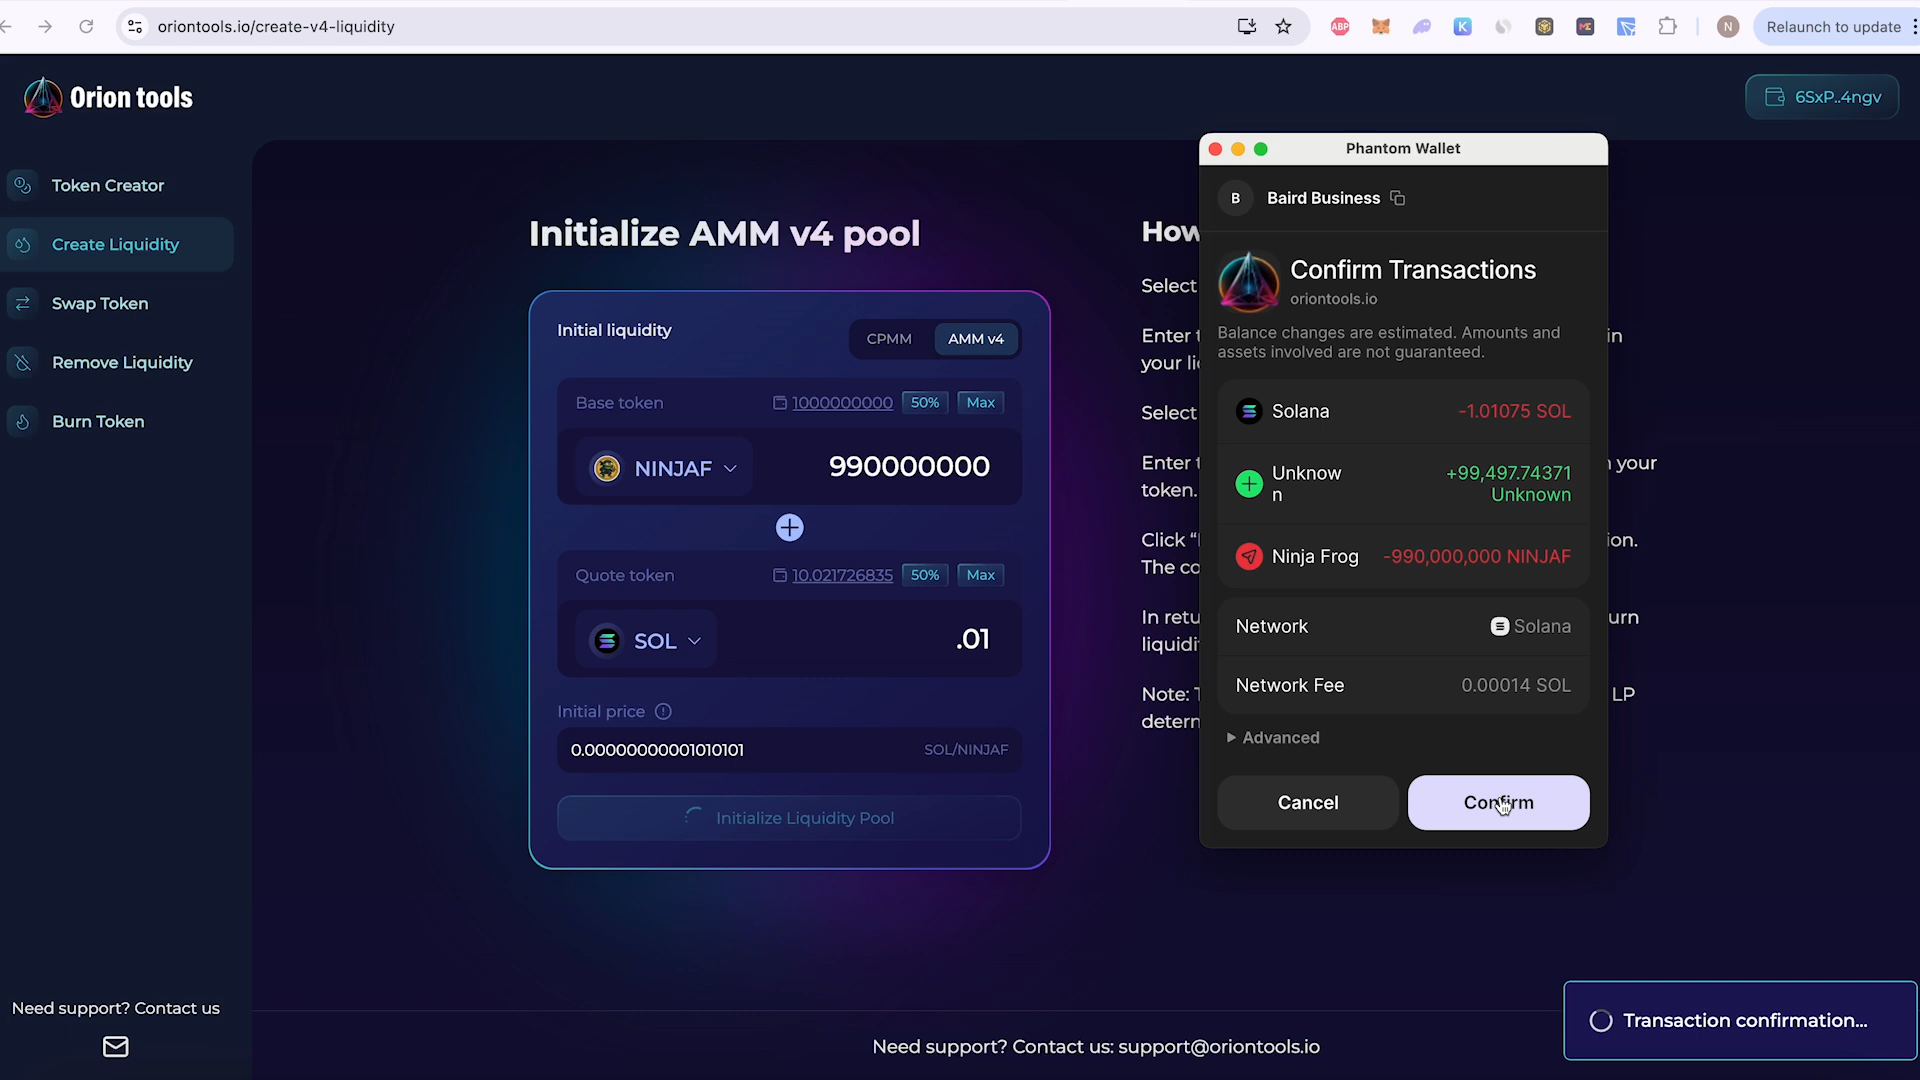 oriontools.io/create-v4-liquidity
ABP
K
N
Relaunch to update
Orion tools
6SxP..4ngv
Token Creator
Create Liquidity
Swap Token
Remove Liquidity
Burn Token
Need support? Contact us
Initialize AMM v4 pool
Initial liquidity
CPMM
AMM v4
Base token
1000000000
50%
Max
NINJAF
990000000
Quote token
10.021726835
50%
Max
SOL
.01
Initial price
0.00000000001010101
SOL/NINJAF
Initialize Liquidity Pool
How
Select
Enter t
in
your li
Select
Enter t
your
token.
Click “
ion.
The co
In retu
urn
liquidi
Note: T
LP
detern
Phantom Wallet
B
Baird Business
Confirm Transactions
oriontools.io
Balance changes are estimated. Amounts and
assets involved are not guaranteed.
Solana
-1.01075 SOL
Unknow
n
+99,497.74371
Unknown
Ninja Frog
-990,000,000 NINJAF
Network
Solana
Network Fee
0.00014 SOL
Advanced
Cancel
Confirm
Transaction confirmation...
Need support? Contact us: support@oriontools.io